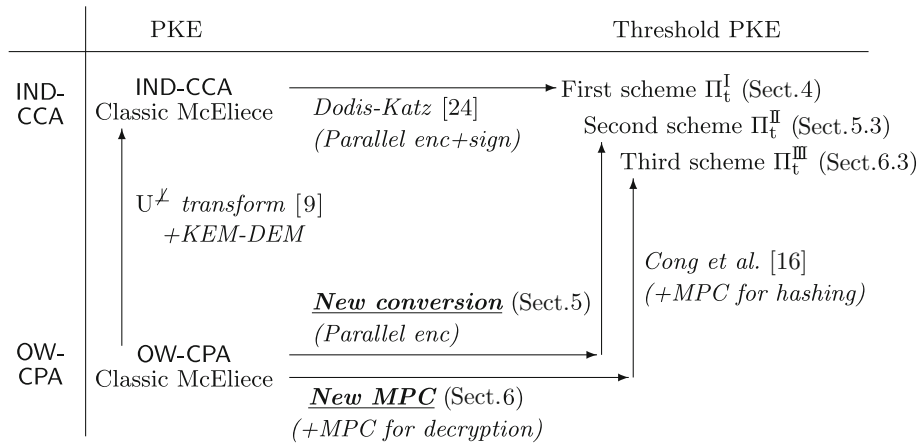 PKE
Threshold PKE
IND-
CCA
IND-CCA
Classic McEliece
Dodis-Katz [24]
(Parallel enc+sign)
First scheme Π_t^I (Sect.4)
Second scheme Π_t^II (Sect.5.3)
Third scheme Π_t^III (Sect.6.3)
U^⊥̸ transform [9]
+KEM-DEM
Cong et al. [16]
(+MPC for hashing)
New conversion (Sect.5)
(Parallel enc)
OW-
CPA
OW-CPA
Classic McEliece
New MPC (Sect.6)
(+MPC for decryption)